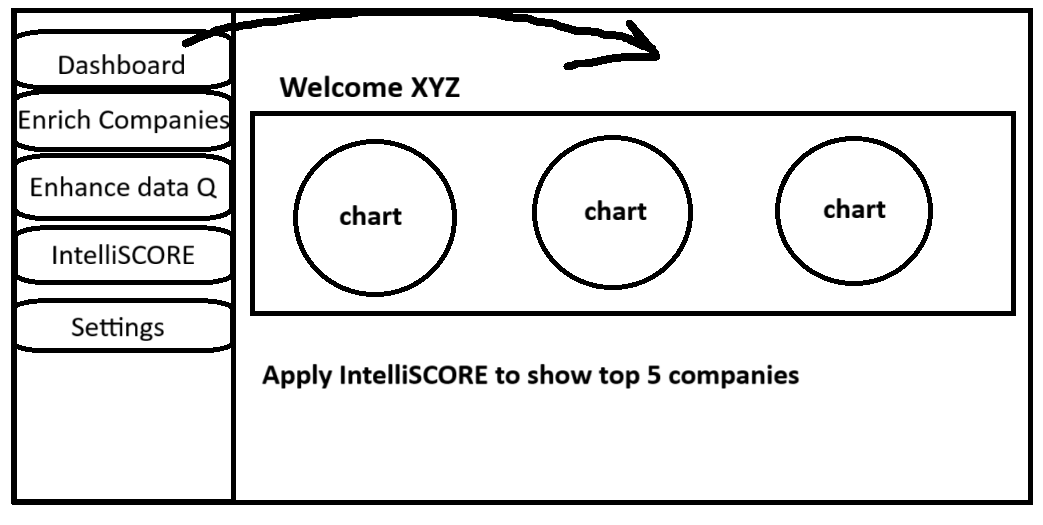 Dashboard
Enrich Companies
Enhance data Q
IntelliSCORE
Settings
Welcome XYZ
chart
chart
chart
Apply IntelliSCORE to show top 5 companies